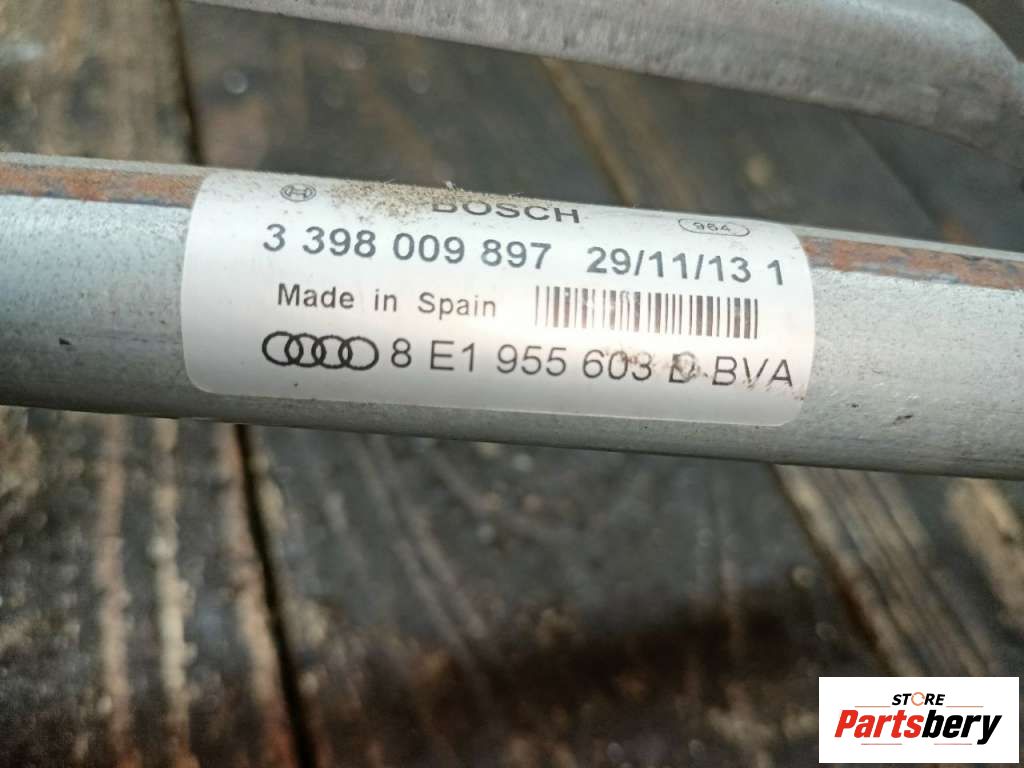 BOSCH 964
3 398 009 897 29/11/13 1
Made in Spain
8 E1 955 603 D BVA
STORE
Partsbery